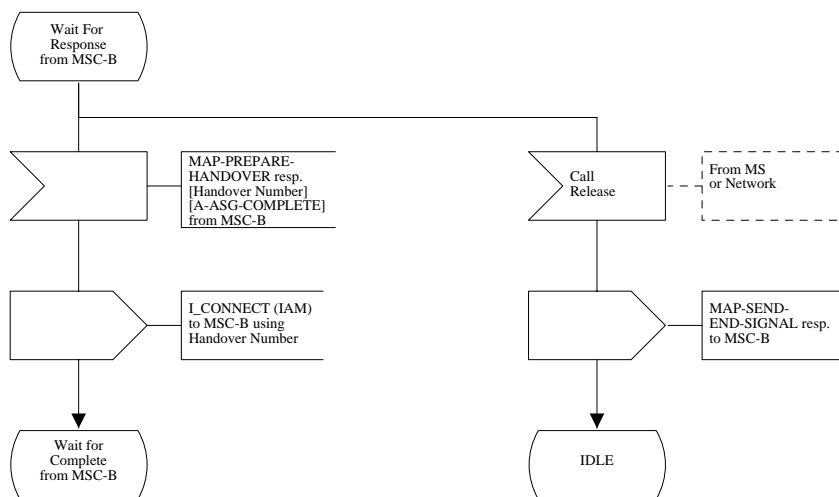 Wait For
Response
from MSC-B
MAP-PREPARE-
HANDOVER resp.
[Handover Number]
[A-ASG-COMPLETE]
from MSC-B
Call
Release
From MS
or Network
I_CONNECT (IAM)
to MSC-B using
Handover Number
MAP-SEND-
END-SIGNAL resp.
to MSC-B
Wait for
Complete
from MSC-B
IDLE